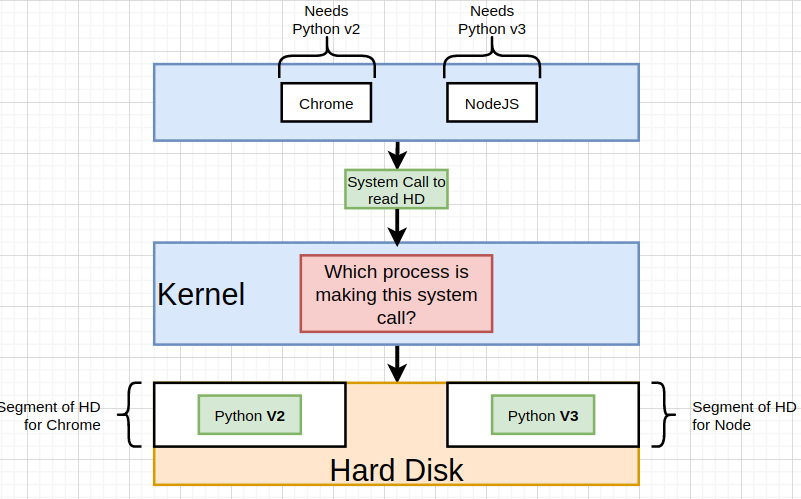 Needs
Python v2
Needs
Python v3
Chrome
NodeJS
System Call to
read HD
Kernel
Which process is
making this system
call?
Segment of HD
for Chrome
Python V2
Python V3
Segment of HD
for Node
Hard Disk